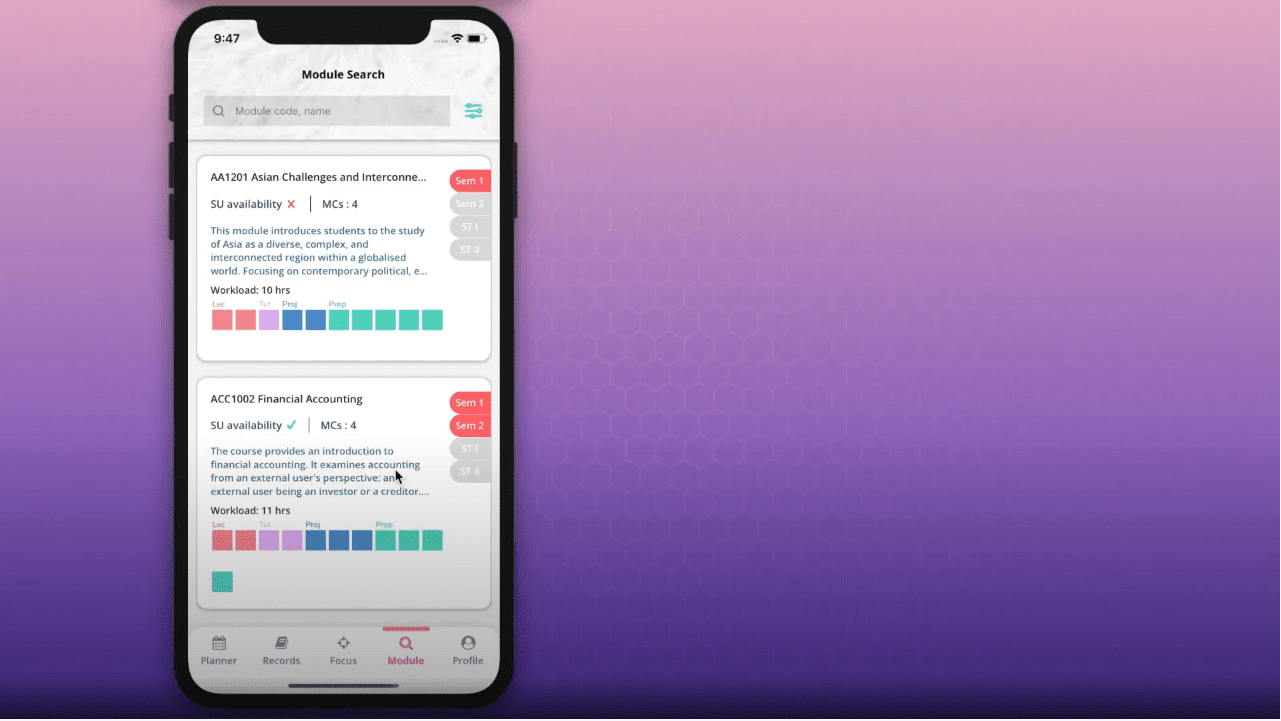 9:47
Module Search
Module code, name
AA1201 Asian Challenges and Interconne...
Sem 1
SU availability
MCs : 4
Sem 2
ST I
ST II
This module introduces students to the study
of Asia as a diverse, complex, and
interconnected region within a globalised
world. Focusing on contemporary political, e...
Workload: 10 hrs
Lec Tut Proj Prep
ACC1002 Financial Accounting
Sem 1
SU availability
MCs : 4
Sem 2
ST I
ST II
The course provides an introduction to
financial accounting. It examines accounting
from an external user's perspective: an
external user being an investor or a creditor....
Workload: 11 hrs
Lec Tut Proj Prep
Planner Records Focus Module Profile